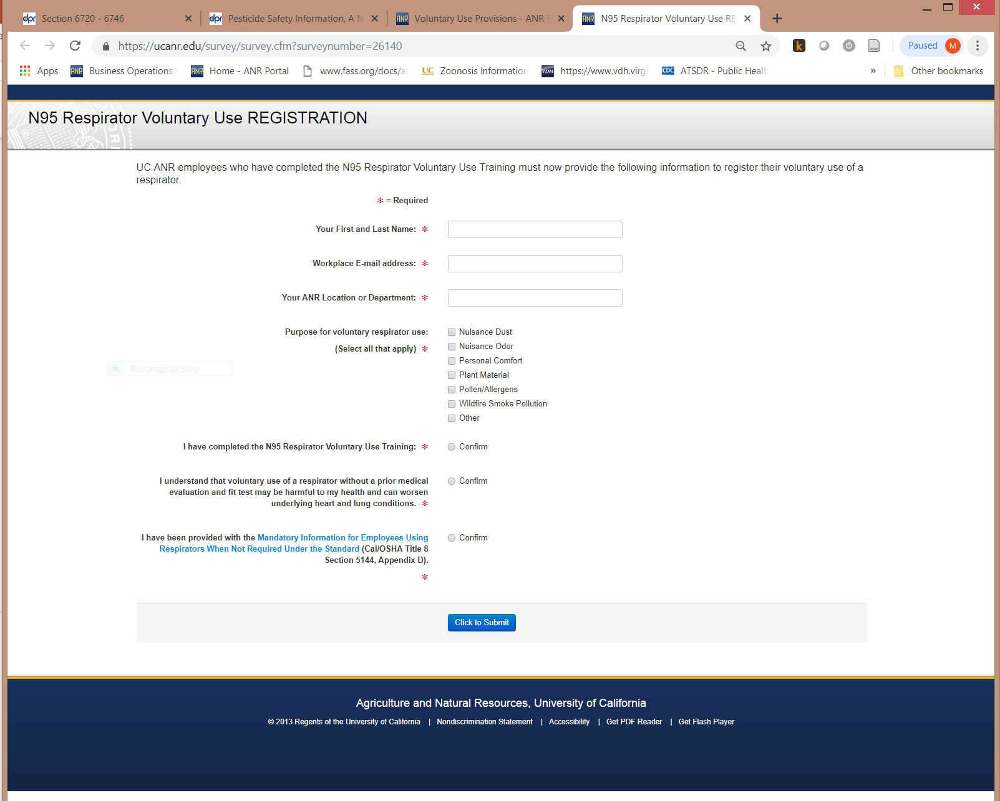 dpr Section 6720 - 6746
dpr Pesticide Safety Information, A N
ANR Voluntary Use Provisions - ANR E
ANR N95 Respirator Voluntary Use RE
https://ucanr.edu/survey/survey.cfm?surveynumber=26140
k
Paused M
Apps
ANR Business Operations
ANR Home - ANR Portal
www.fass.org/docs/ag
UC Zoonosis Information
VDH https://www.vdh.virgi
CDC ATSDR - Public Healt
» Other bookmarks
N95 Respirator Voluntary Use REGISTRATION
UC ANR employees who have completed the N95 Respirator Voluntary Use Training must now provide the following information to register their voluntary use of a
respirator.
* = Required
Your First and Last Name: *
Workplace E-mail address: *
Your ANR Location or Department: *
Purpose for voluntary respirator use:
(Select all that apply) *
Nuisance Dust
Nuisance Odor
Personal Comfort
Plant Material
Pollen/Allergens
Wildfire Smoke Pollution
Other
Rectangular Snip
I have completed the N95 Respirator Voluntary Use Training: * Confirm
I understand that voluntary use of a respirator without a prior medical
evaluation and fit test may be harmful to my health and can worsen
underlying heart and lung conditions. *
Confirm
I have been provided with the Mandatory Information for Employees Using
Respirators When Not Required Under the Standard (Cal/OSHA Title 8
Section 5144, Appendix D).
*
Confirm
Click to Submit
Agriculture and Natural Resources, University of California
© 2013 Regents of the University of California | Nondiscrimination Statement | Accessibility | Get PDF Reader | Get Flash Player